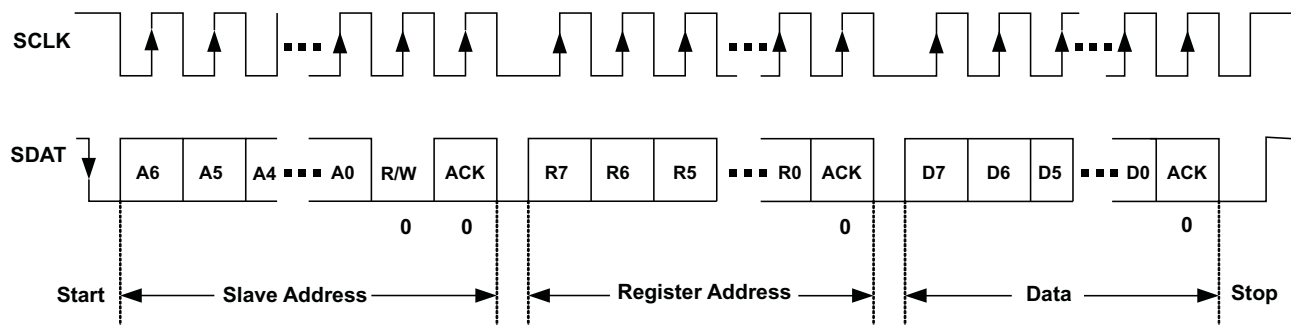 SCLK
SDAT
A6 A5 A4 A0 R/W ACK R7 R6 R5 R0 ACK D7 D6 D5 D0 ACK
0 0 0 0
Start Slave Address Register Address Data Stop